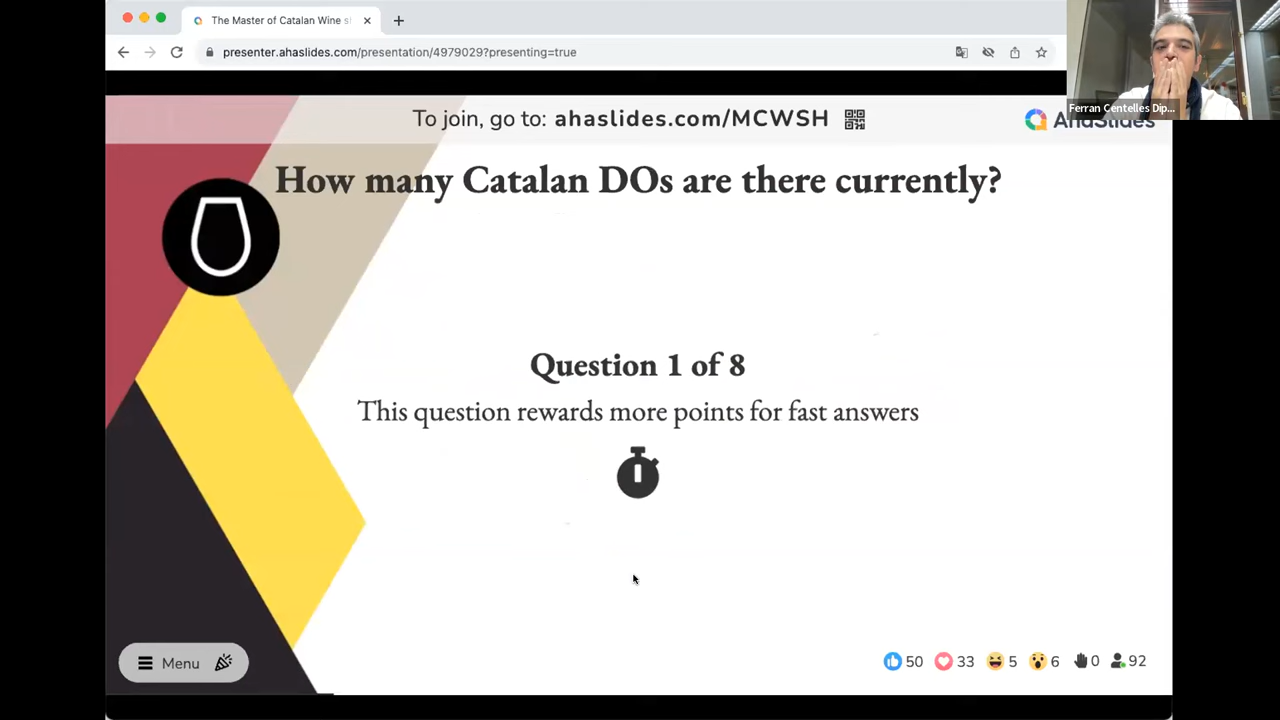 The Master of Catalan Wine s
presenter.ahaslides.com/presentation/4979029?presenting=true
Ferran Centelles Dip...
To join, go to: ahaslides.com/MCWSH
AhaSlides
How many Catalan DOs are there currently?
Question 1 of 8
This question rewards more points for fast answers
Menu
50 33 5 6 0 92